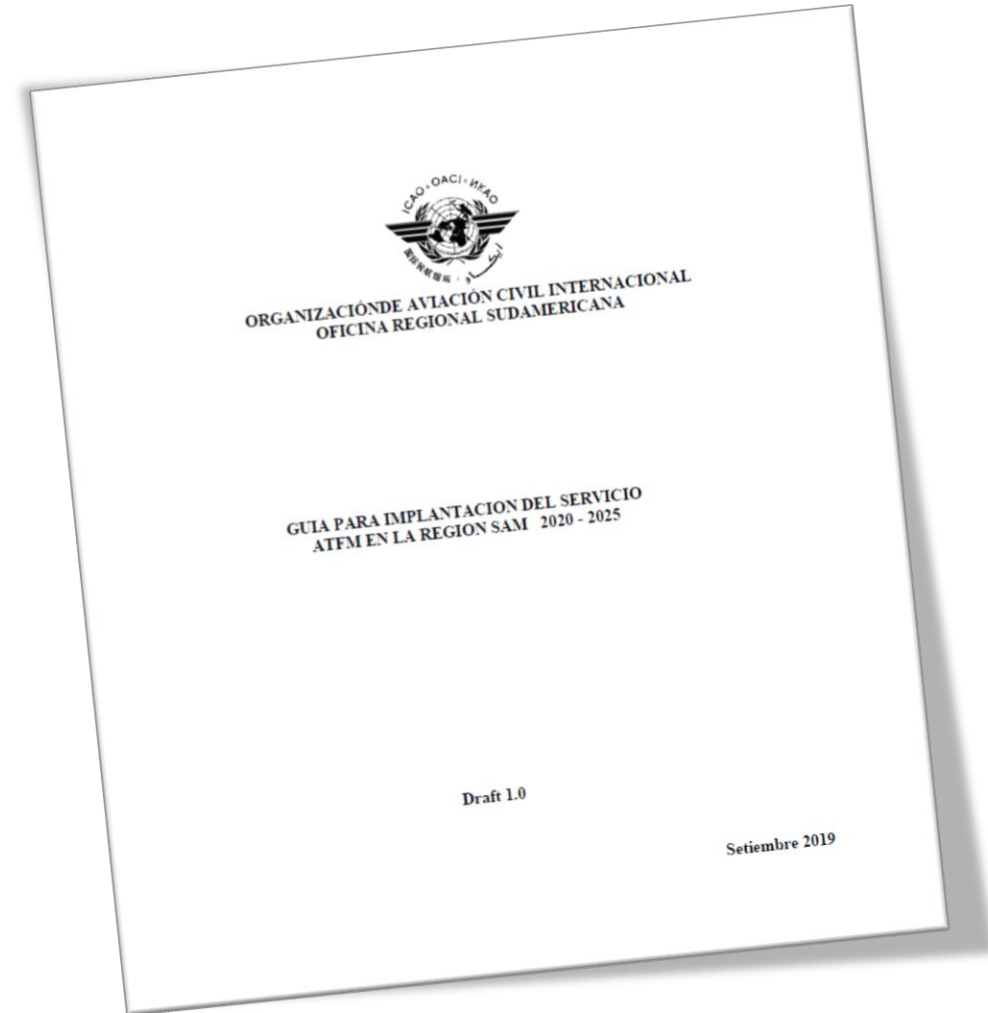 ICAO · OACI · ИКАО
ORGANIZACIÓNDE AVIACIÓN CIVIL INTERNACIONAL
OFICINA REGIONAL SUDAMERICANA
GUIA PARA IMPLANTACION DEL SERVICIO
ATFM EN LA REGION SAM 2020 - 2025
Draft 1.0
Setiembre 2019